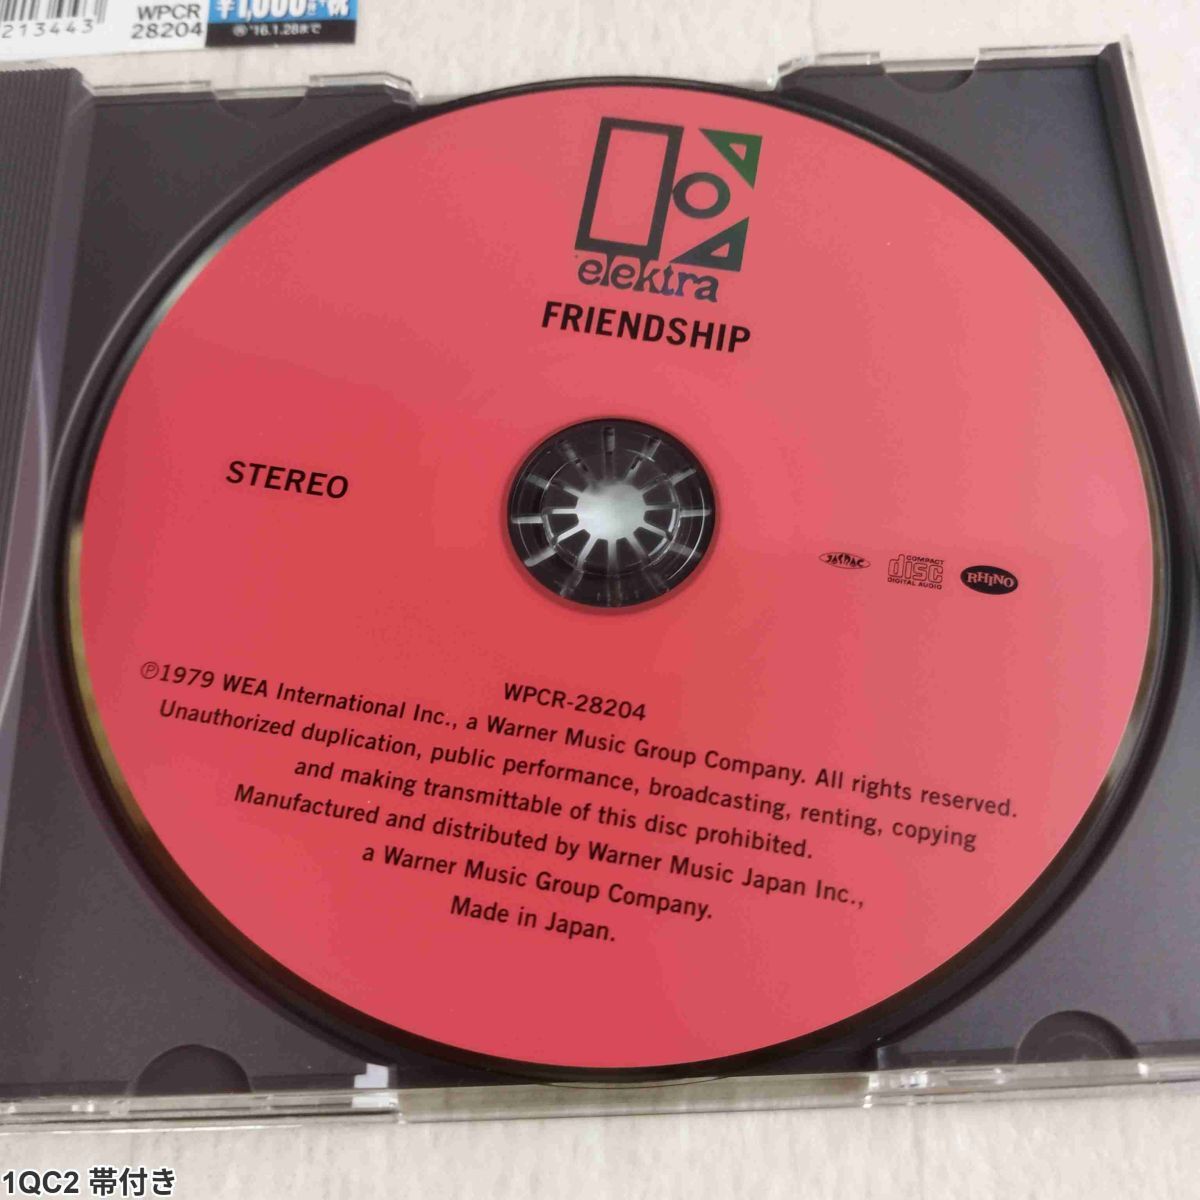 213443
WPCR
28204
¥1,000
'16.1.28まで
elektra
FRIENDSHIP
STEREO
JASRAC
COMPACT
disc
DIGITAL AUDIO
RHINO
WPCR-28204
℗1979 WEA International Inc., a Warner Music Group Company. All rights reserved.
Unauthorized duplication, public performance, broadcasting, renting, copying
and making transmittable of this disc prohibited.
Manufactured and distributed by Warner Music Japan Inc.,
a Warner Music Group Company.
Made in Japan.
1QC2 帯付き